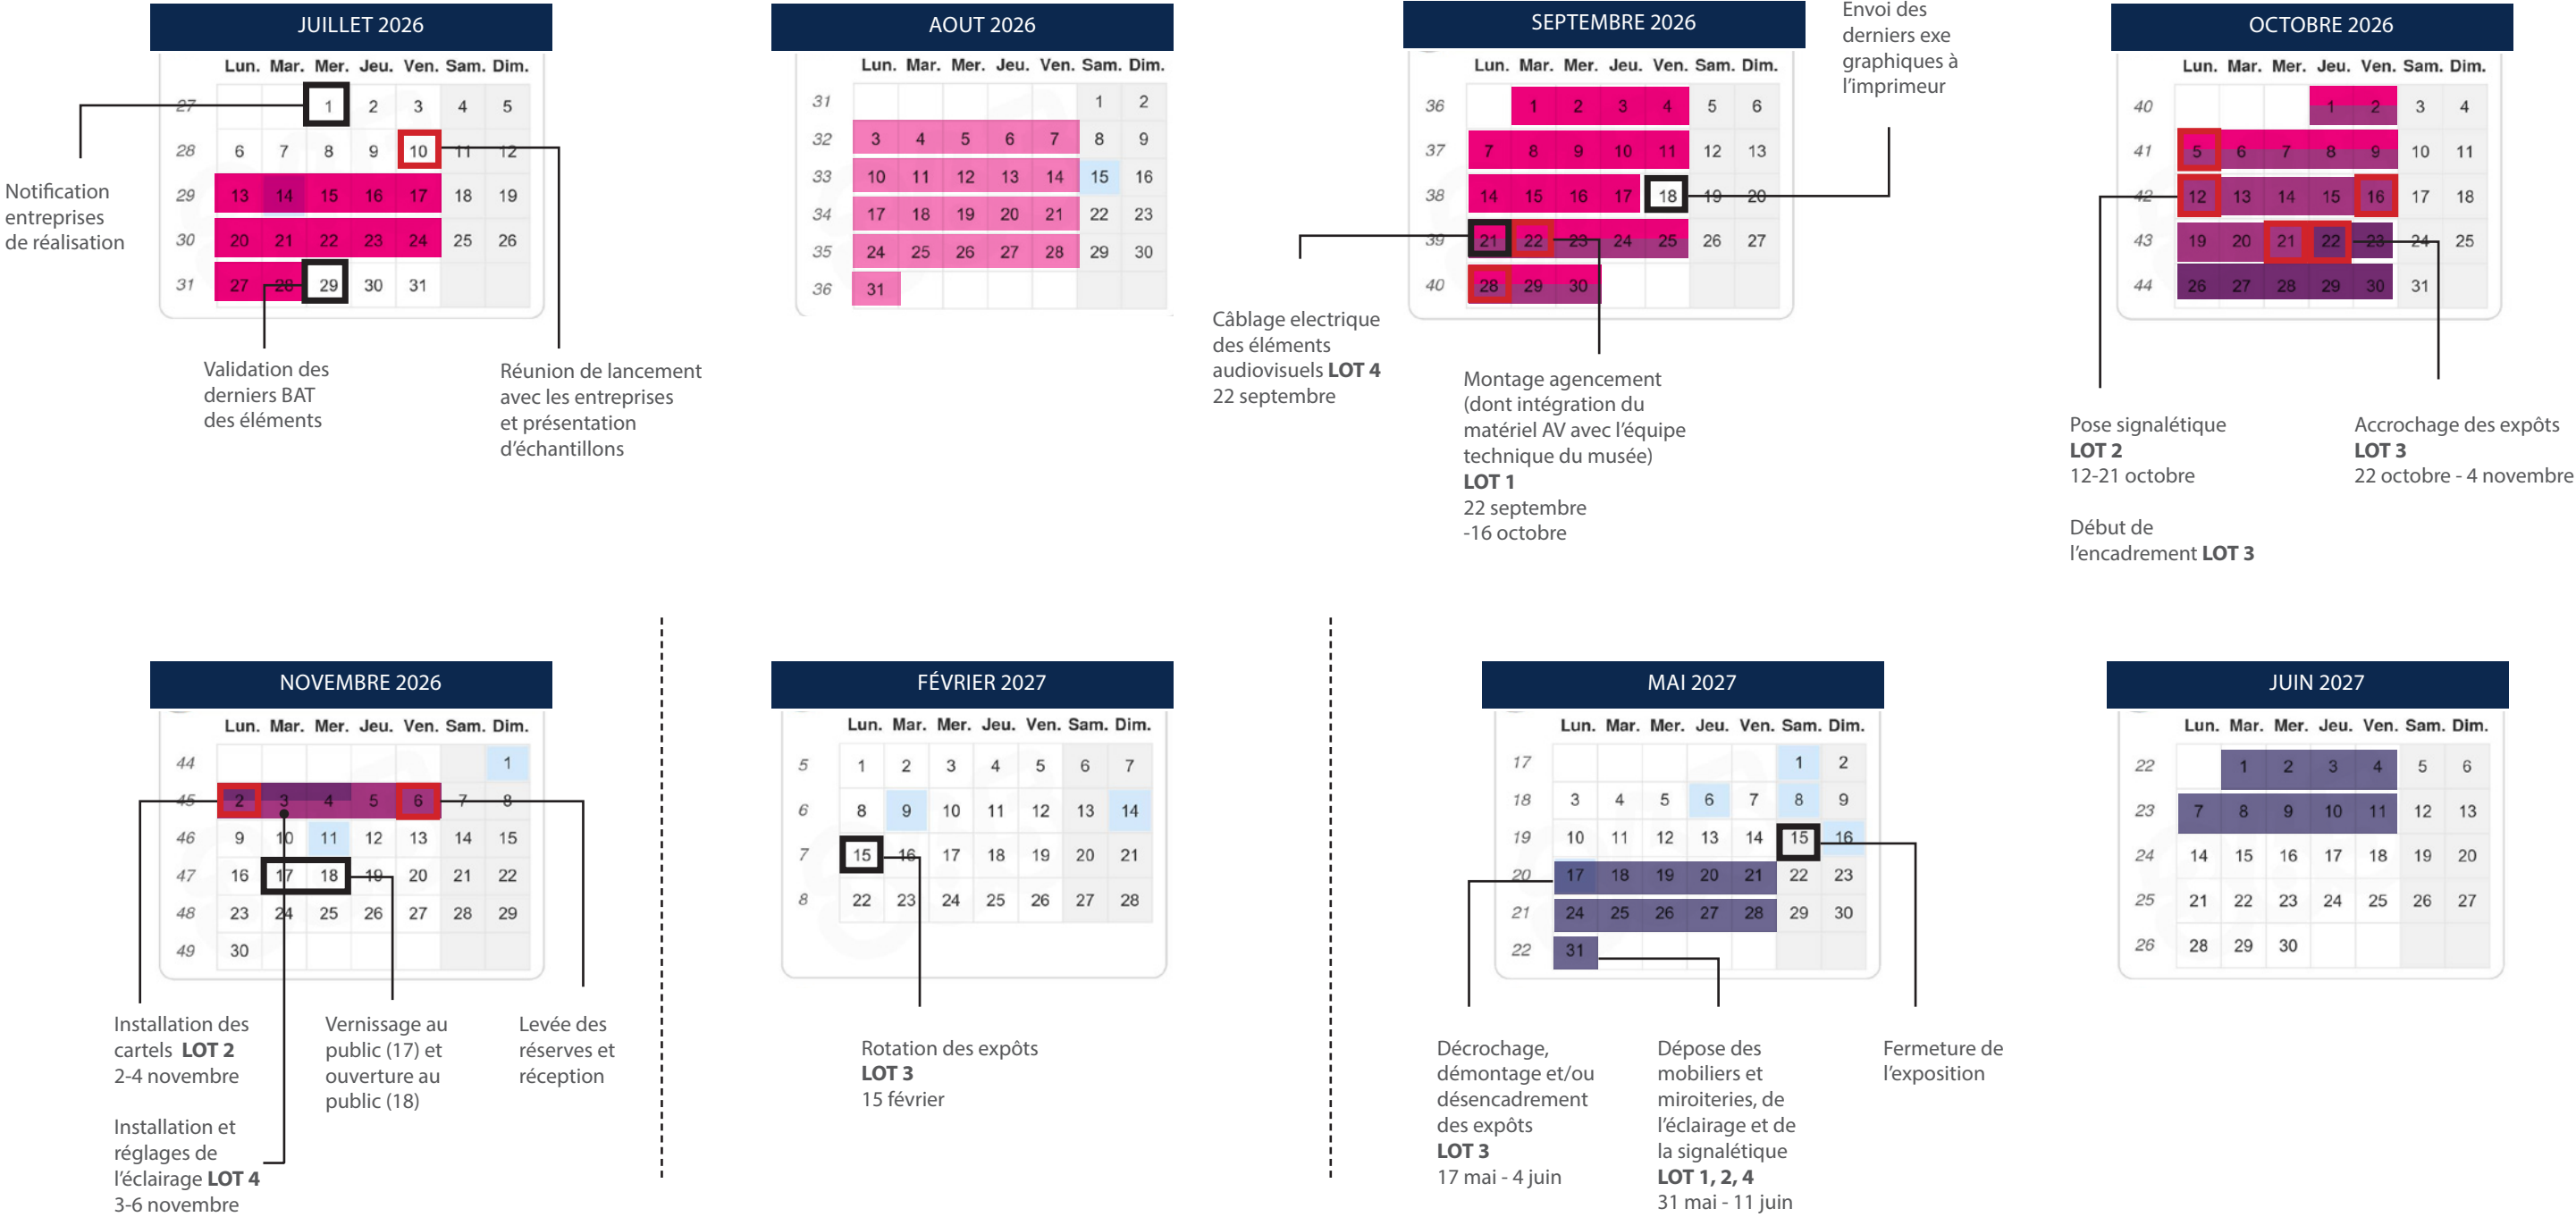 JUILLET 2026
Lun. Mar. Mer. Jeu. Ven. Sam. Dim.
27 1 2 3 4 5
28 6 7 8 9 10 11 12
29 13 14 15 16 17 18 19
30 20 21 22 23 24 25 26
31 27 28 29 30 31
Notification
entreprises
de réalisation
Validation des
derniers BAT
des éléments
Réunion de lancement
avec les entreprises
et présentation
d’échantillons
AOUT 2026
Lun. Mar. Mer. Jeu. Ven. Sam. Dim.
31 1 2
32 3 4 5 6 7 8 9
33 10 11 12 13 14 15 16
34 17 18 19 20 21 22 23
35 24 25 26 27 28 29 30
36 31
SEPTEMBRE 2026
Lun. Mar. Mer. Jeu. Ven. Sam. Dim.
36 1 2 3 4 5 6
37 7 8 9 10 11 12 13
38 14 15 16 17 18 19 20
39 21 22 23 24 25 26 27
40 28 29 30
Envoi des
derniers exe
graphiques à
l’imprimeur
Câblage electrique
des éléments
audiovisuels LOT 4
22 septembre
Montage agencement
(dont intégration du
matériel AV avec l’équipe
technique du musée)
LOT 1
22 septembre
-16 octobre
OCTOBRE 2026
Lun. Mar. Mer. Jeu. Ven. Sam. Dim.
40 1 2 3 4
41 5 6 7 8 9 10 11
42 12 13 14 15 16 17 18
43 19 20 21 22 23 24 25
44 26 27 28 29 30 31
Pose signalétique
LOT 2
12-21 octobre
Début de
l’encadrement LOT 3
Accrochage des expôts
LOT 3
22 octobre - 4 novembre
NOVEMBRE 2026
Lun. Mar. Mer. Jeu. Ven. Sam. Dim.
44 1
45 2 3 4 5 6 7 8
46 9 10 11 12 13 14 15
47 16 17 18 19 20 21 22
48 23 24 25 26 27 28 29
49 30
Installation des
cartels LOT 2
2-4 novembre
Installation et
réglages de
l’éclairage LOT 4
3-6 novembre
Vernissage au
public (17) et
ouverture au
public (18)
Levée des
réserves et
réception
FÉVRIER 2027
Lun. Mar. Mer. Jeu. Ven. Sam. Dim.
5 1 2 3 4 5 6 7
6 8 9 10 11 12 13 14
7 15 16 17 18 19 20 21
8 22 23 24 25 26 27 28
Rotation des expôts
LOT 3
15 février
MAI 2027
Lun. Mar. Mer. Jeu. Ven. Sam. Dim.
17 1 2
18 3 4 5 6 7 8 9
19 10 11 12 13 14 15 16
20 17 18 19 20 21 22 23
21 24 25 26 27 28 29 30
22 31
Décrochage,
démontage et/ou
désencadrement
des expôts
LOT 3
17 mai - 4 juin
Dépose des
mobiliers et
miroiteries, de
l’éclairage et de
la signalétique
LOT 1, 2, 4
31 mai - 11 juin
Fermeture de
l’exposition
JUIN 2027
Lun. Mar. Mer. Jeu. Ven. Sam. Dim.
22 1 2 3 4 5 6
23 7 8 9 10 11 12 13
24 14 15 16 17 18 19 20
25 21 22 23 24 25 26 27
26 28 29 30